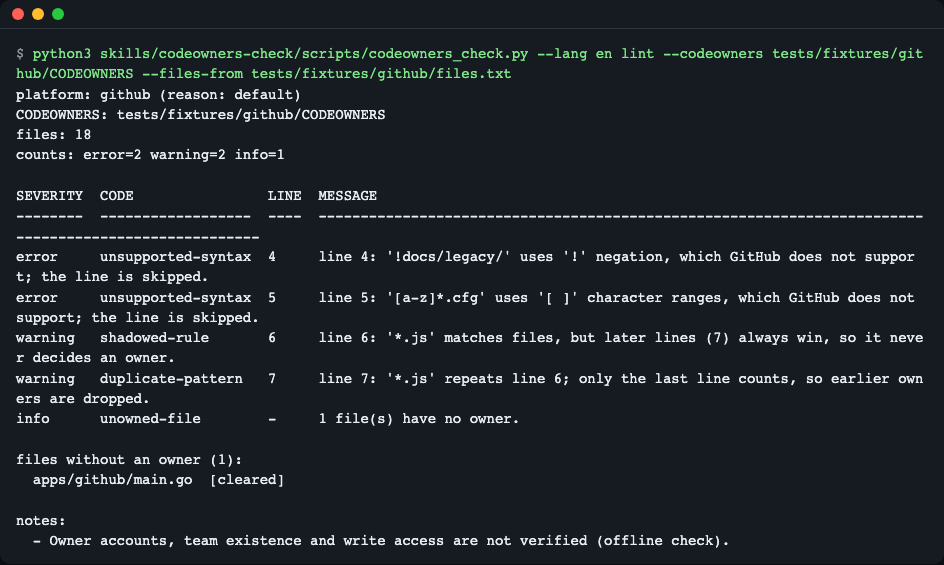 $ python3 skills/codeowners-check/scripts/codeowners_check.py --lang en lint --codeowners tests/fixtures/git
hub/CODEOWNERS --files-from tests/fixtures/github/files.txt
platform: github (reason: default)
CODEOWNERS: tests/fixtures/github/CODEOWNERS
files: 18
counts: error=2 warning=2 info=1

SEVERITY  CODE                LINE  MESSAGE
--------  ------------------  ----  ------------------------------------------------------------------------
-----------------------------
error     unsupported-syntax  4     line 4: '!docs/legacy/' uses '!' negation, which GitHub does not suppor
t; the line is skipped.
error     unsupported-syntax  5     line 5: '[a-z]*.cfg' uses '[ ]' character ranges, which GitHub does not
support; the line is skipped.
warning   shadowed-rule       6     line 6: '*.js' matches files, but later lines (7) always win, so it neve
r decides an owner.
warning   duplicate-pattern   7     line 7: '*.js' repeats line 6; only the last line counts, so earlier own
ers are dropped.
info      unowned-file        -     1 file(s) have no owner.

files without an owner (1):
  apps/github/main.go  [cleared]

notes:
  - Owner accounts, team existence and write access are not verified (offline check).